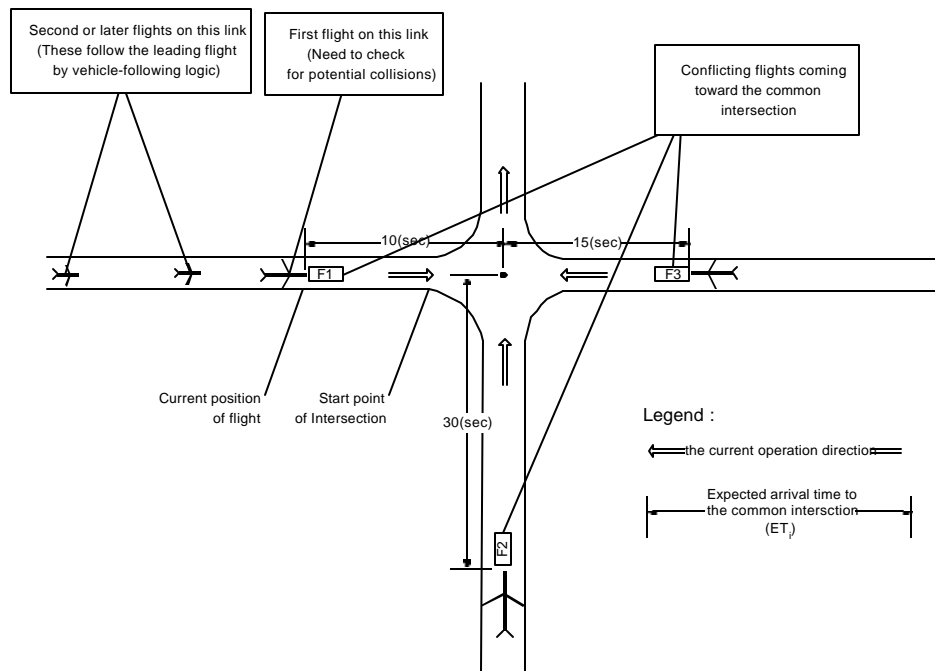 Second or later flights on this link
(These follow the leading flight
by vehicle-following logic)
First flight on this link
(Need to check
for potential collisions)
Conflicting flights coming
toward the common
intersection
10(sec)
15(sec)
F1
F3
Current position
of flight
Start point
of Intersection
30(sec)
F2
Legend :
the current operation direction
Expected arrival time to
the common intersction
(ETi)